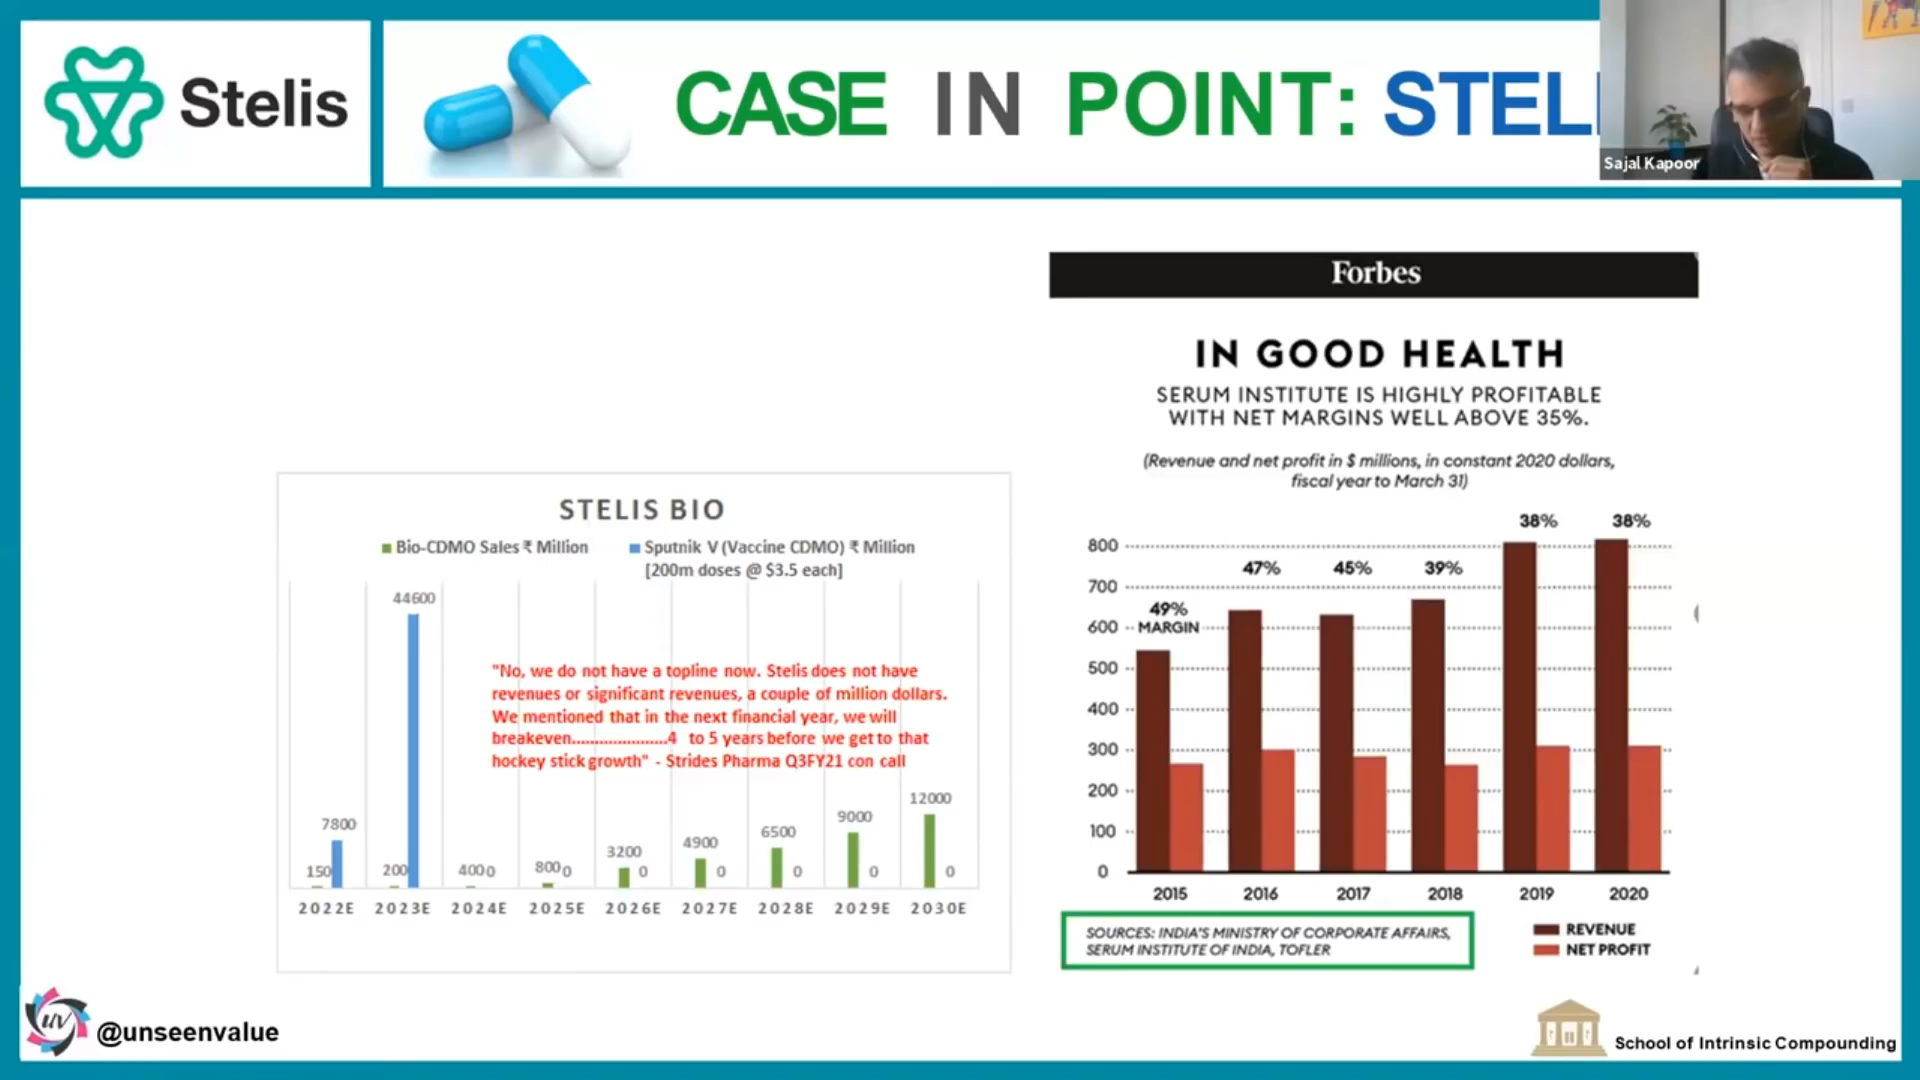 Stelis
CASE IN POINT: STELI
Sajal Kapoor
STELIS BIO
Bio-CDMO Sales ₹ Million
Sputnik V (Vaccine CDMO) ₹ Million
[200m doses @ $3.5 each]
44600
"No, we do not have a topline now. Stelis does not have
revenues or significant revenues, a couple of million dollars.
We mentioned that in the next financial year, we will
breakeven.....................4 to 5 years before we get to that
hockey stick growth" - Strides Pharma Q3FY21 con call
7800
150 200 400 0 800 0 3200 0 4900 0 6500 0 9000 0 12000 0
2022E 2023E 2024E 2025E 2026E 2027E 2028E 2029E 2030E
Forbes
IN GOOD HEALTH
SERUM INSTITUTE IS HIGHLY PROFITABLE
WITH NET MARGINS WELL ABOVE 35%.
(Revenue and net profit in $ millions, in constant 2020 dollars,
fiscal year to March 31)
49%
MARGIN
47% 45% 39% 38% 38%
800
700
600
500
400
300
200
100
0
2015 2016 2017 2018 2019 2020
SOURCES: INDIA'S MINISTRY OF CORPORATE AFFAIRS,
SERUM INSTITUTE OF INDIA, TOFLER
REVENUE
NET PROFIT
uv
@unseenvalue
School of Intrinsic Compounding